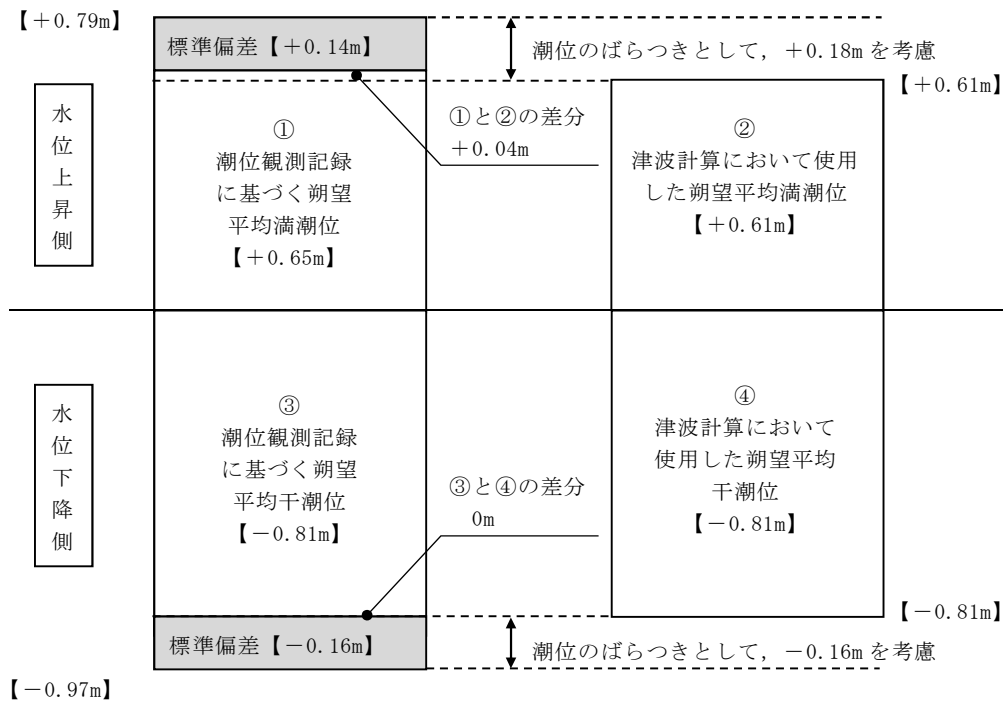 【＋0.79m】
標準偏差【＋0.14m】
潮位のばらつきとして，＋0.18m を考慮
【＋0.61m】
水位上昇側
①
潮位観測記録
に基づく朔望
平均満潮位
【＋0.65m】
①と②の差分
＋0.04m
②
津波計算において使用
した朔望平均満潮位
【＋0.61m】
水位下降側
③
潮位観測記録
に基づく朔望
平均干潮位
【－0.81m】
③と④の差分
0m
④
津波計算において
使用した朔望平均
干潮位
【－0.81m】
【－0.81m】
標準偏差【－0.16m】
潮位のばらつきとして，－0.16m を考慮
【－0.97m】